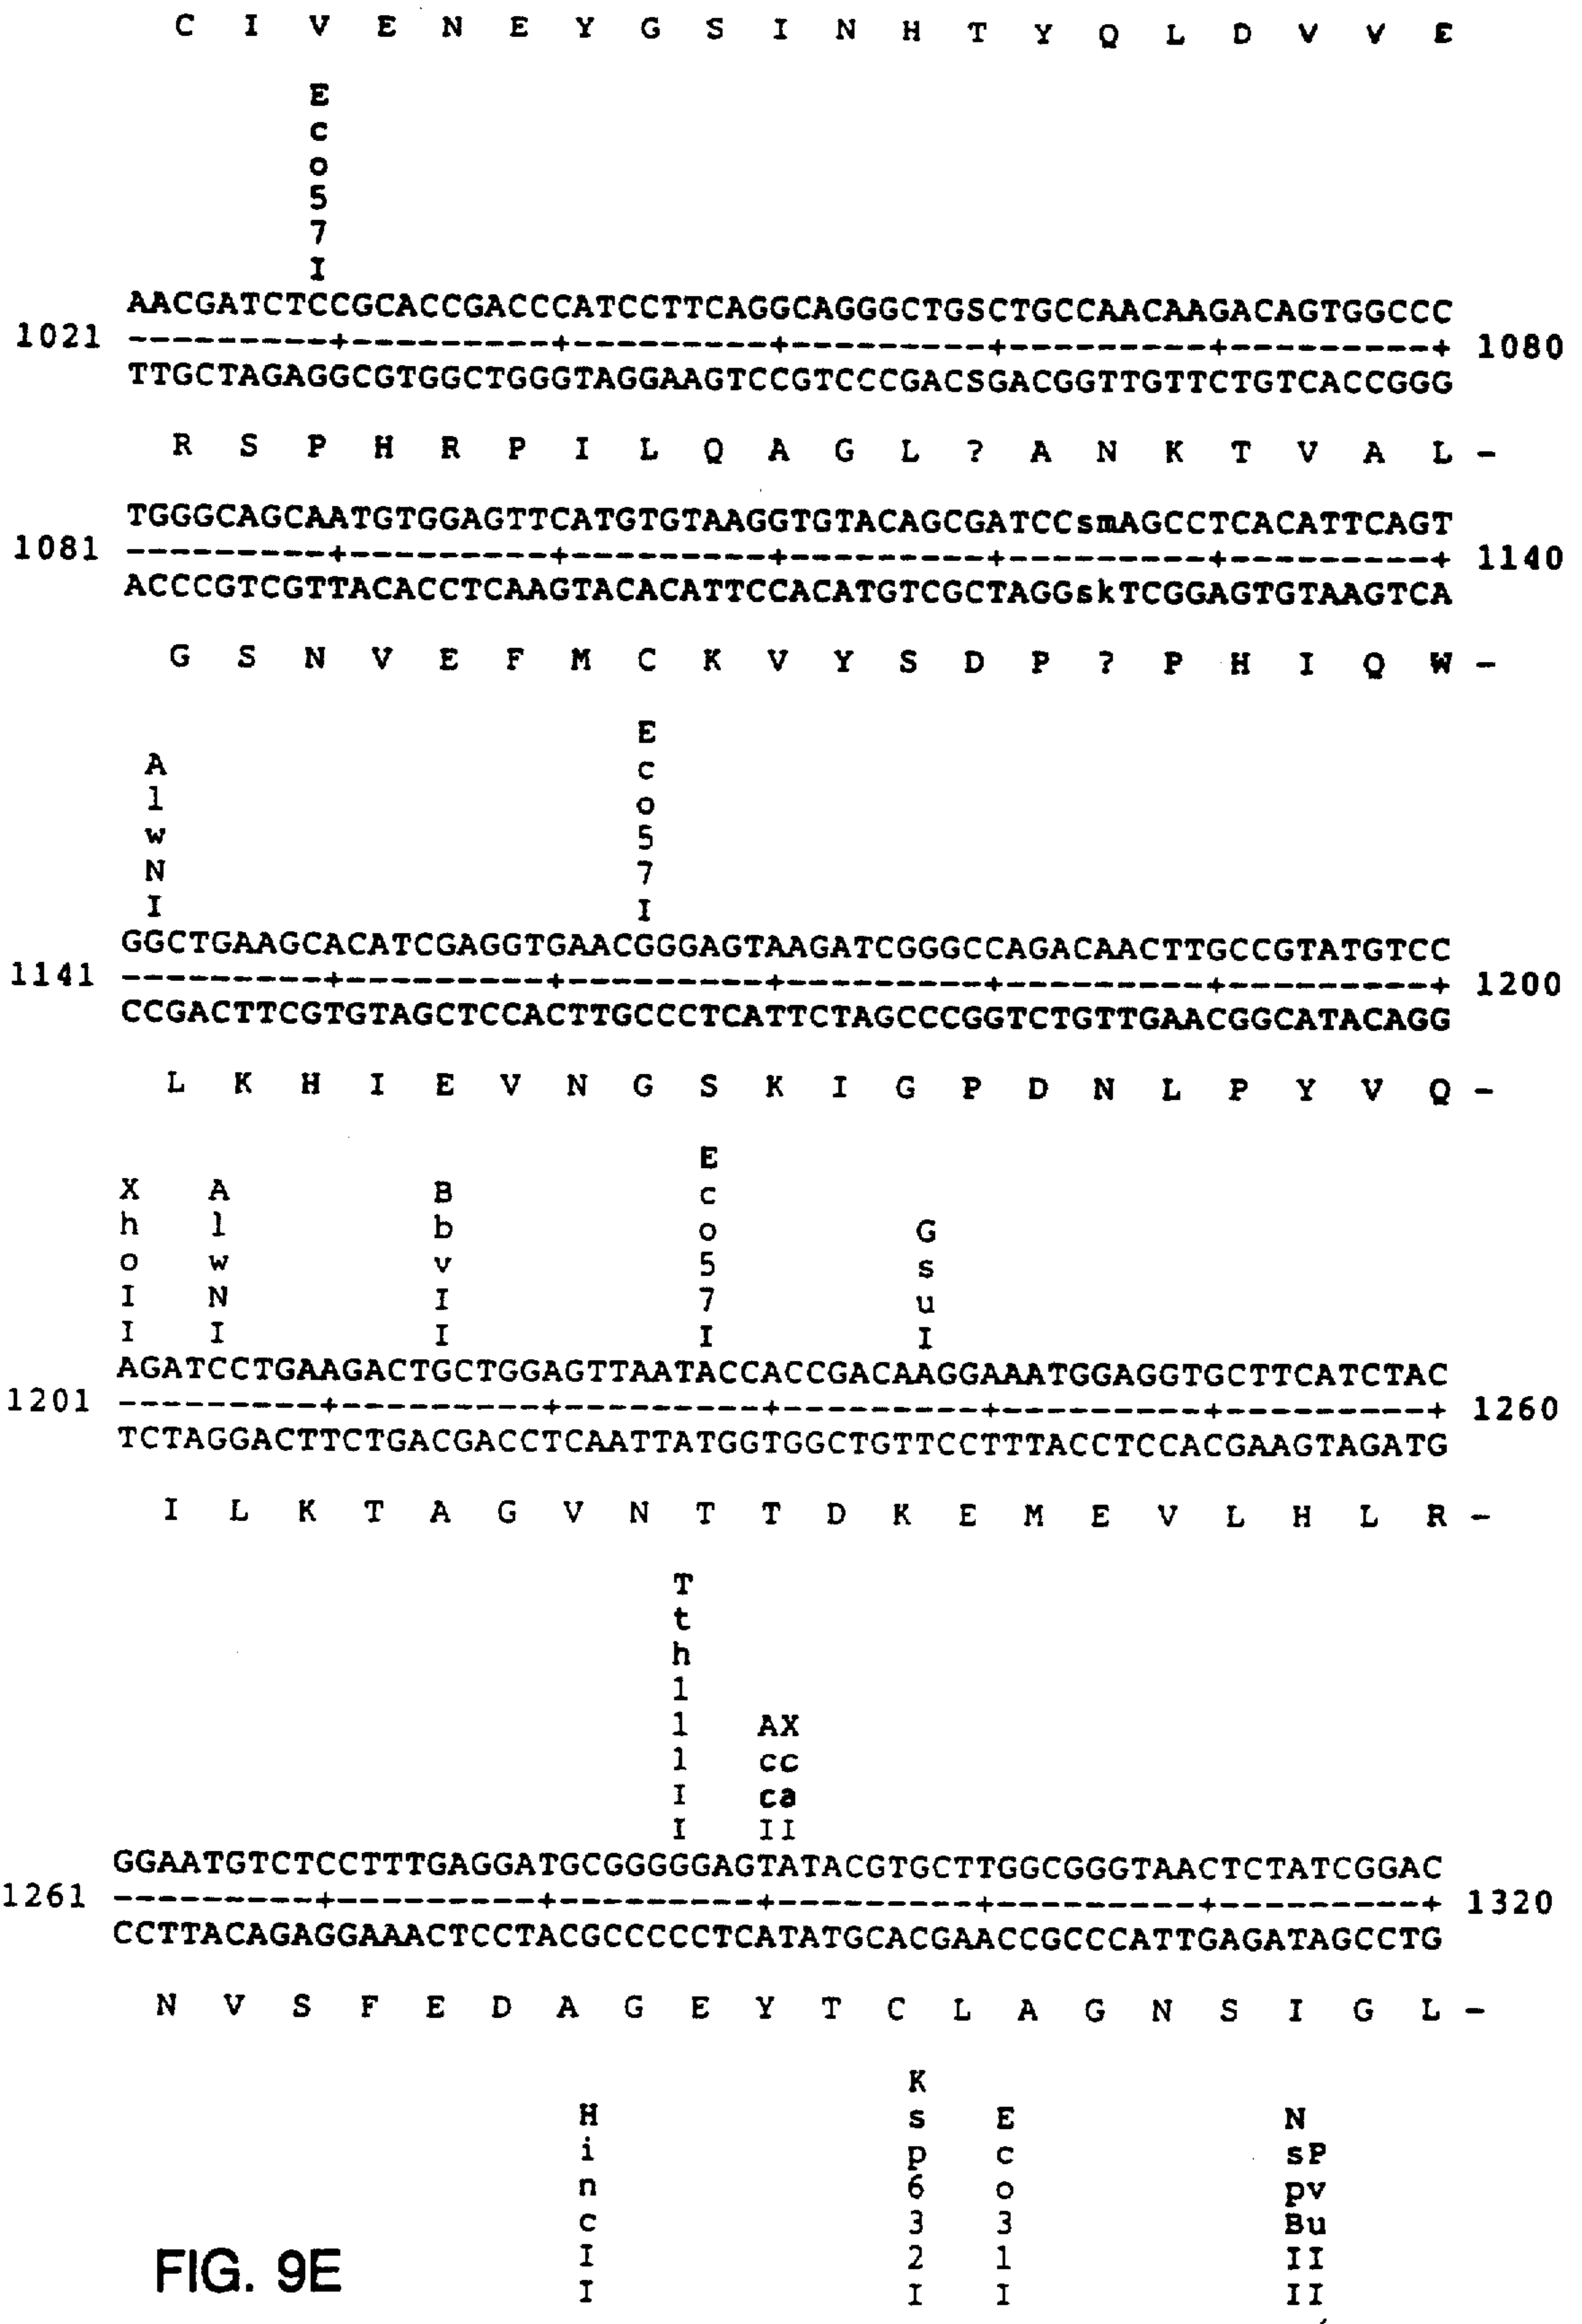 C I V E N E Y G S I N H T Y Q L D V V E
E
c
o
5
7
I
AACGATCTCCGCACCGACCCATCCTTCAGGCAGGGCTGSCTGCCAACAAGACAGTGGCCC
1021 ---------+---------+---------+---------+---------+---------+ 1080
TTGCTAGAGGCGTGGCTGGGTAGGAAGTCCGTCCCGACSGACGGTTGTTCTGTCACCGGG
R S P H R P I L Q A G L ? A N K T V A L -
TGGGCAGCAATGTGGAGTTCATGTGTAAGGTGTACAGCGATCCsmAGCCTCACATTCAGT
1081 ---------+---------+---------+---------+---------+---------+ 1140
ACCCGTCGTTACACCTCAAGTACACATTCCACATGTCGCTAGGskTCGGAGTGTAAGTCA
G S N V E F M C K V Y S D P ? P H I Q W -
E
A c
l o
w 5
N 7
I I
GGCTGAAGCACATCGAGGTGAACGGGAGTAAGATCGGGCCAGACAACTTGCCGTATGTCC
1141 ---------+---------+---------+---------+---------+---------+ 1200
CCGACTTCGTGTAGCTCCACTTGCCCTCATTCTAGCCCGGTCTGTTGAACGGCATACAGG
L K H I E V N G S K I G P D N L P Y V Q -
E
X A B c
h l b o G
o w v 5 s
I N I 7 u
I I I I I
AGATCCTGAAGACTGCTGGAGTTAATACCACCGACAAGGAAATGGAGGTGCTTCATCTAC
1201 ---------+---------+---------+---------+---------+---------+ 1260
TCTAGGACTTCTGACGACCTCAATTATGGTGGCTGTTCCTTTACCTCCACGAAGTAGATG
I L K T A G V N T T D K E M E V L H L R -
T
t
h
1
1 AX
1 cc
I ca
I II
GGAATGTCTCCTTTGAGGATGCGGGGGAGTATACGTGCTTGGCGGGTAACTCTATCGGAC
1261 ---------+---------+---------+---------+---------+---------+ 1320
CCTTACAGAGGAAACTCCTACGCCCCCTCATATGCACGAACCGCCCATTGAGATAGCCTG
N V S F E D A G E Y T C L A G N S I G L -
K
H s E N
i p c sP
n 6 o pv
c 3 3 Bu
I 2 1 II
I I I II
FIG. 9E